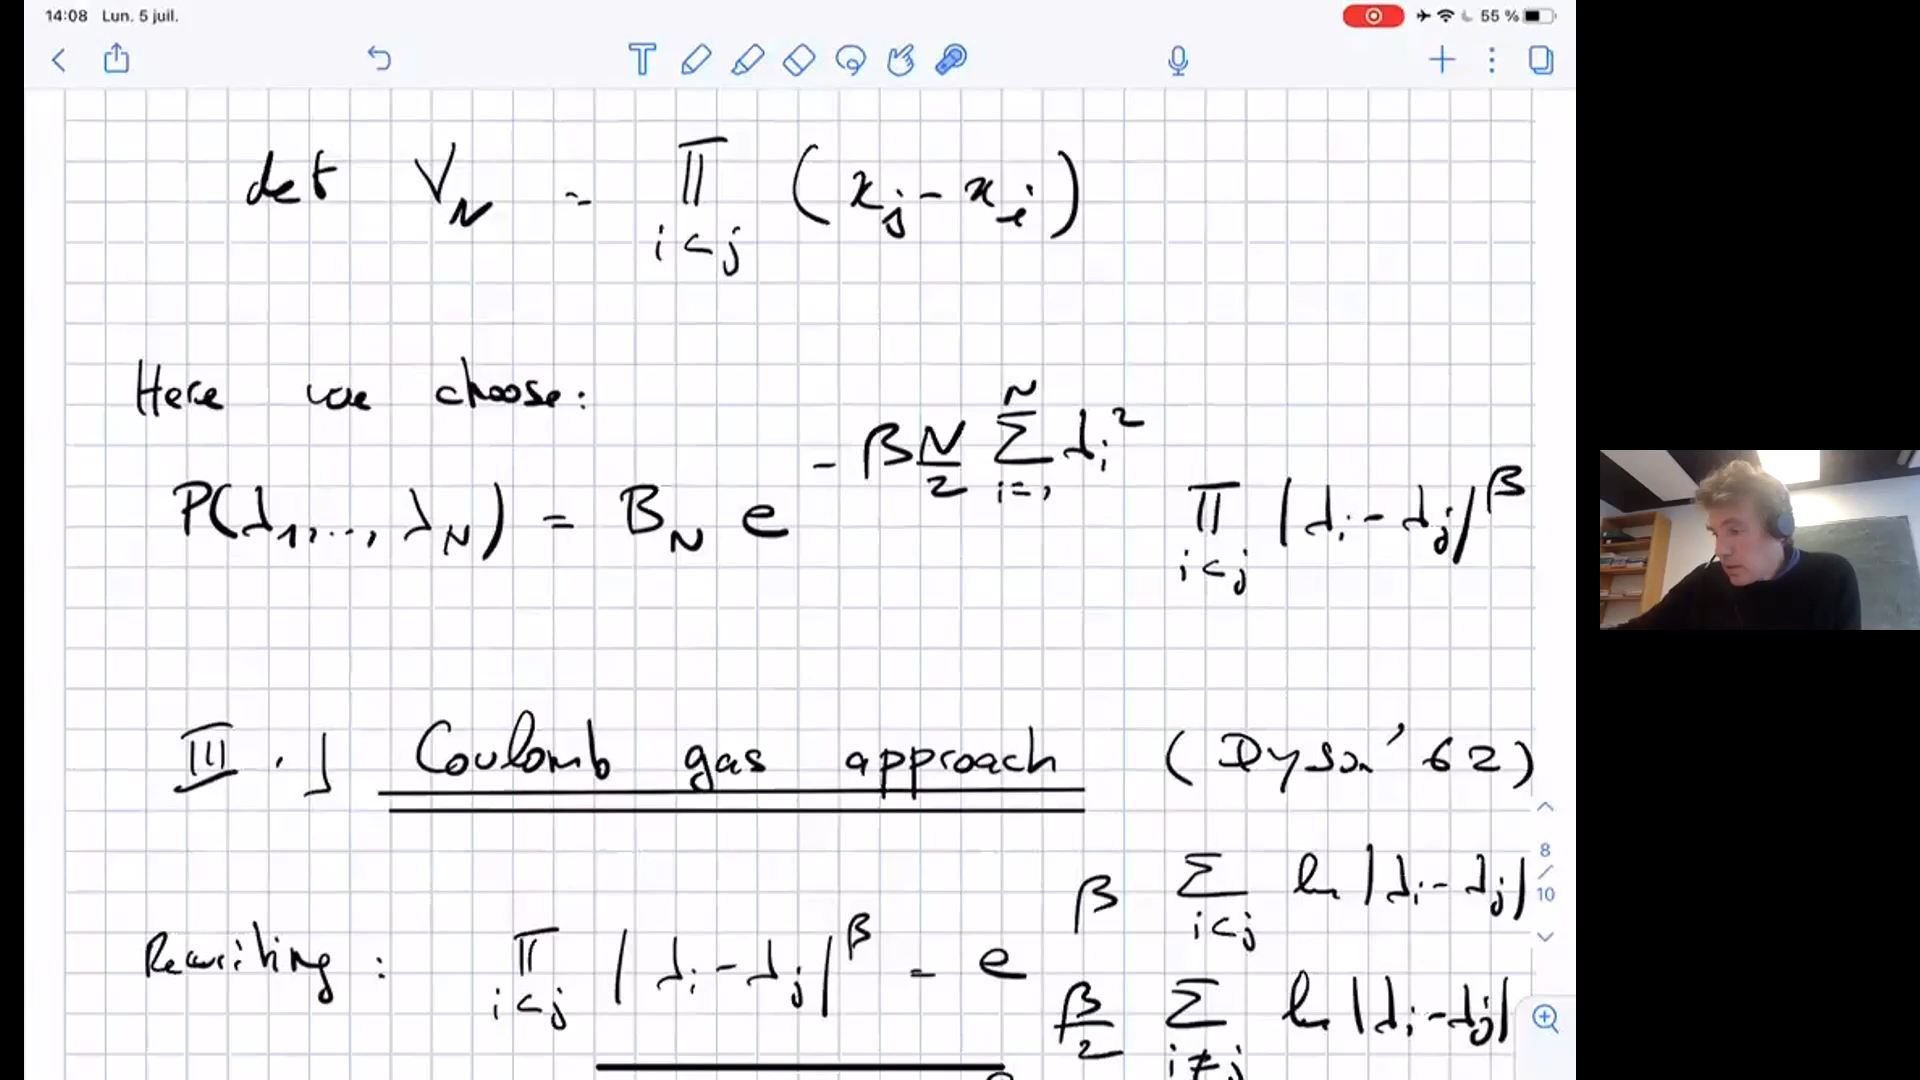 14:08 Lun. 5 juil.
55 %
det V_N = ∏_{i<j} (x_j - x_i)
Here we choose:
P(λ_1,..., λ_N) = B_N e^{-β N/2 ∑_{i=1}^{N} λ_i^2} ∏_{i<j} |λ_i - λ_j|^β
III.] Coulomb gas approach (Dyson '62)
Rewriting : ∏_{i<j} |λ_i - λ_j|^β = e^{β ∑_{i<j} ln |λ_i - λ_j|}
β/2 ∑_{i≠j} ln |λ_i - λ_j|
8/10